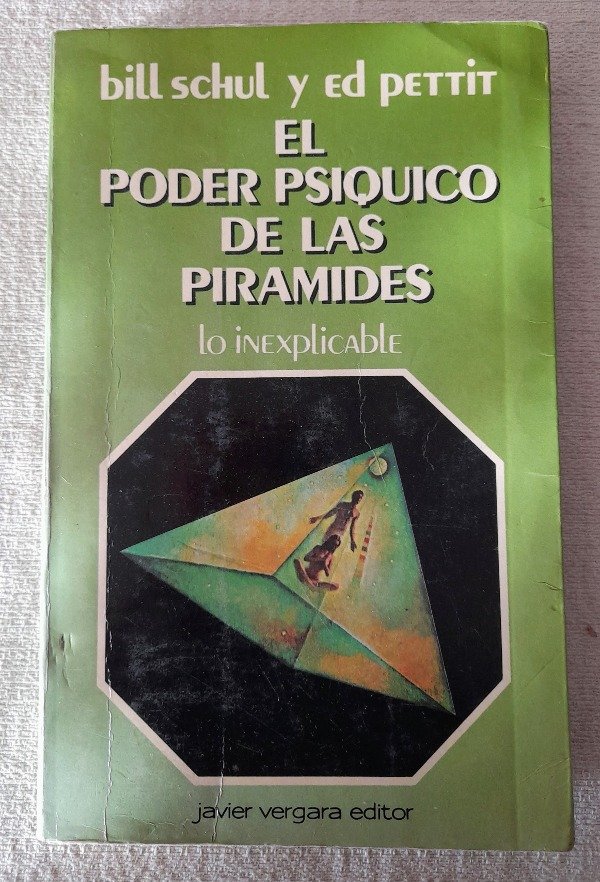 bill schul y ed pettit
EL
PODER PSIQUICO
DE LAS
PIRAMIDES
lo inexplicable
javier vergara editor